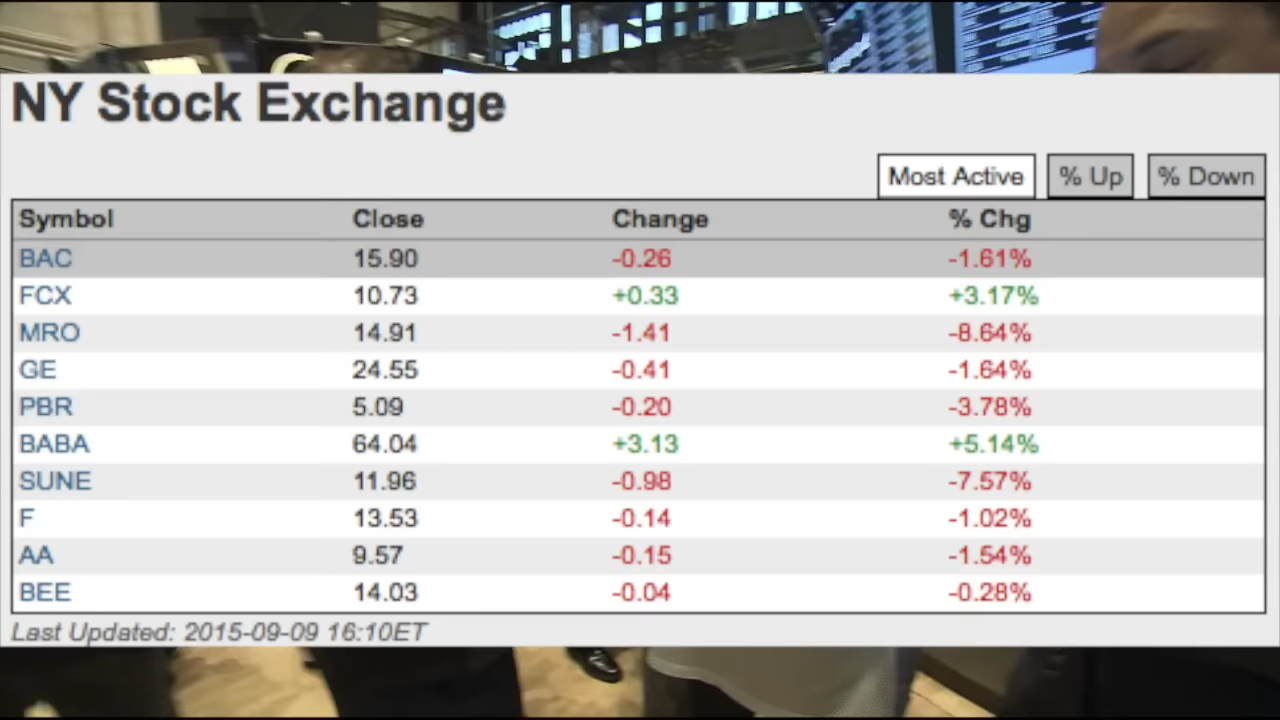 NY Stock Exchange
Most Active % Up % Down
Symbol Close Change % Chg
BAC 15.90 -0.26 -1.61%
FCX 10.73 +0.33 +3.17%
MRO 14.91 -1.41 -8.64%
GE 24.55 -0.41 -1.64%
PBR 5.09 -0.20 -3.78%
BABA 64.04 +3.13 +5.14%
SUNE 11.96 -0.98 -7.57%
F 13.53 -0.14 -1.02%
AA 9.57 -0.15 -1.54%
BEE 14.03 -0.04 -0.28%
Last Updated: 2015-09-09 16:10ET